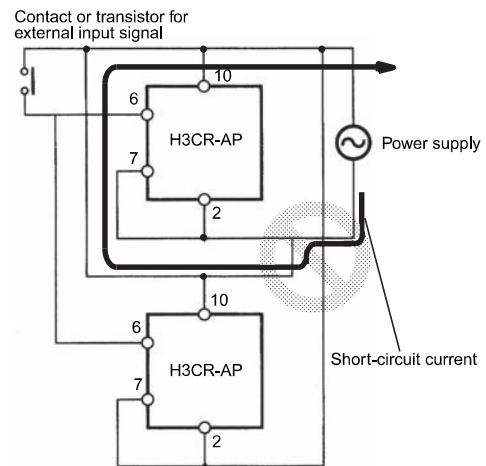 Contact or transistor for
external input signal
10
6
H3CR-AP
7
2
Power supply
10
6
H3CR-AP
7
2
Short-circuit current